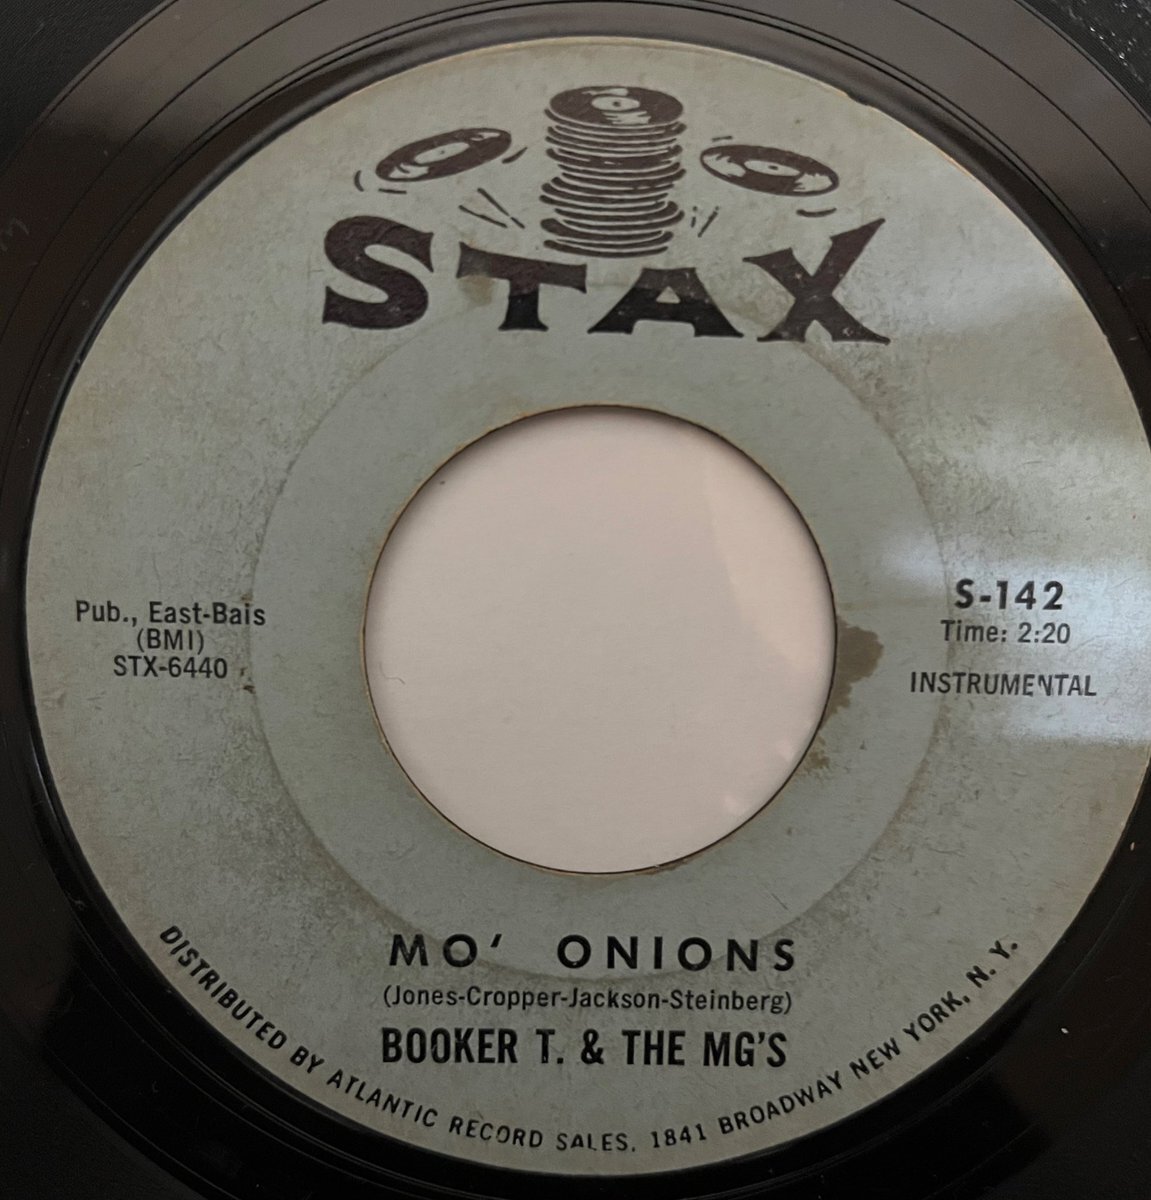 STAX
Pub., East-Bais
(BMI)
STX-6440
S-142
Time: 2:20
INSTRUMENTAL
MO' ONIONS
(Jones-Cropper-Jackson-Steinberg)
BOOKER T. & THE MG'S
DISTRIBUTED BY ATLANTIC RECORD SALES, 1841 BROADWAY NEW YORK, N. Y.